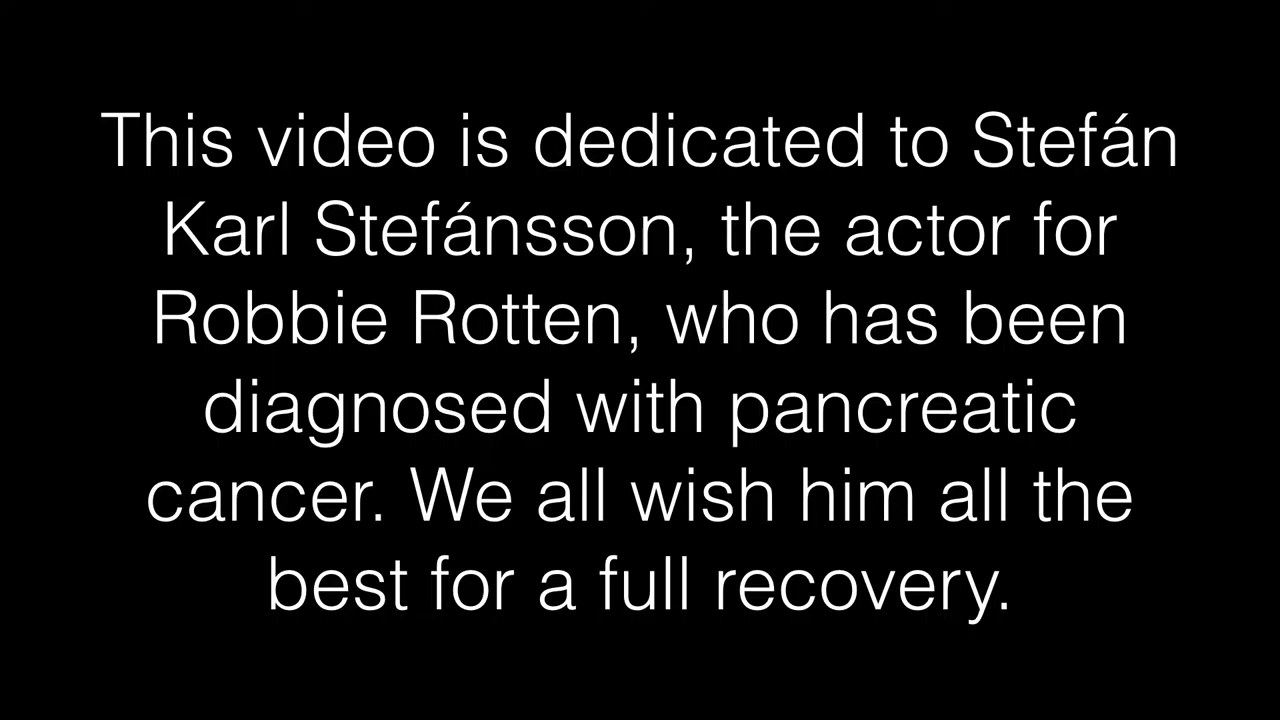 This video is dedicated to Stefán
Karl Stefánsson, the actor for
Robbie Rotten, who has been
diagnosed with pancreatic
cancer. We all wish him all the
best for a full recovery.